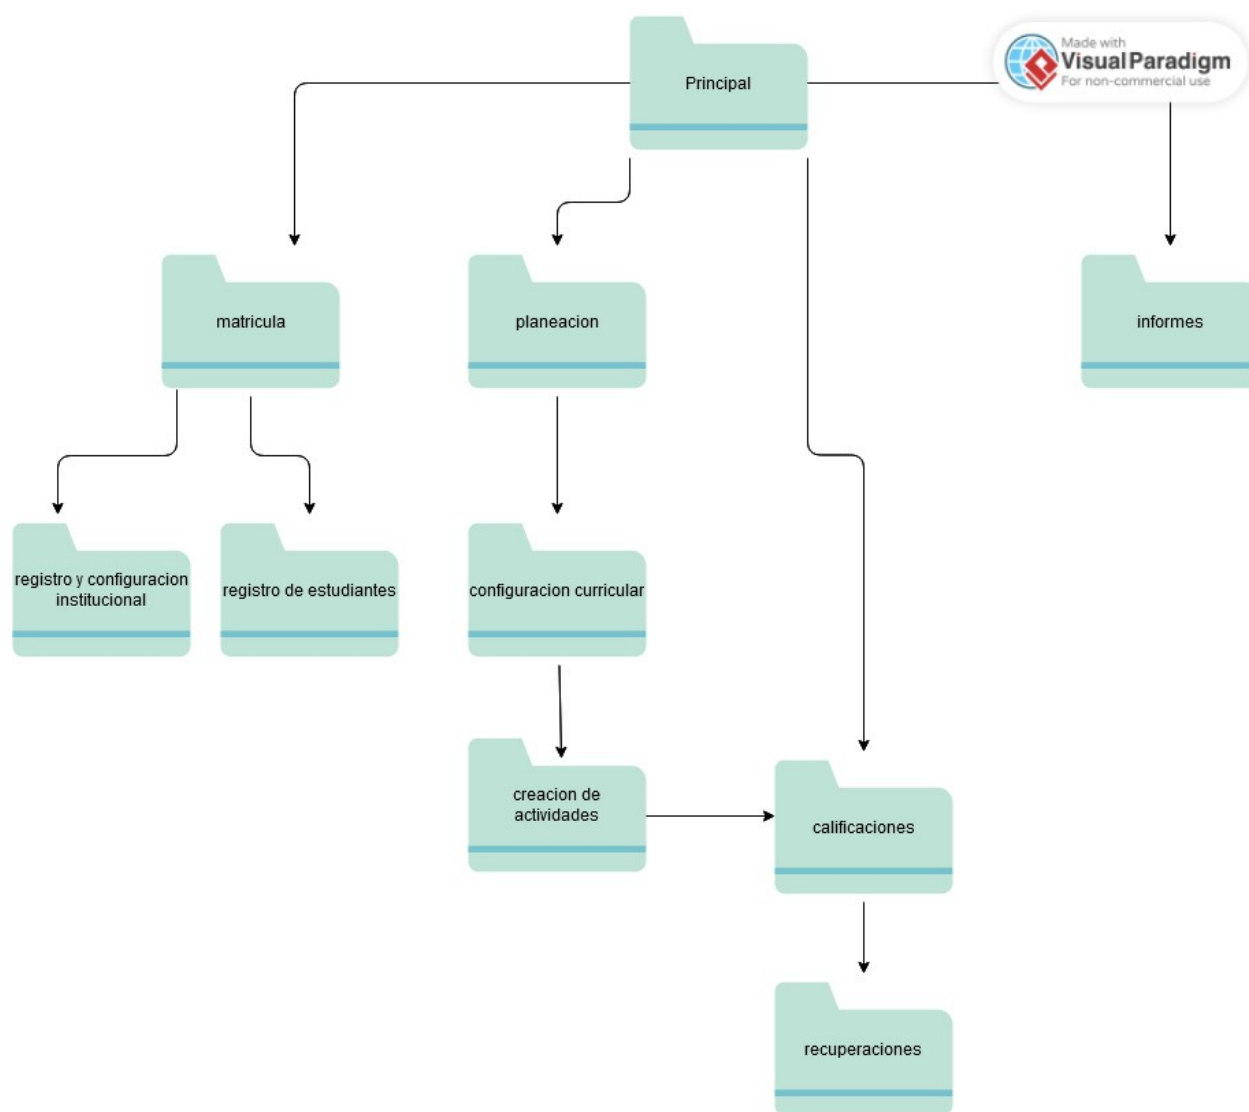 Principal
Made with
Visual Paradigm
For non-commercial use
matricula
planeacion
informes
registro y configuracion
institucional
registro de estudiantes
configuracion curricular
creacion de
actividades
calificaciones
recuperaciones